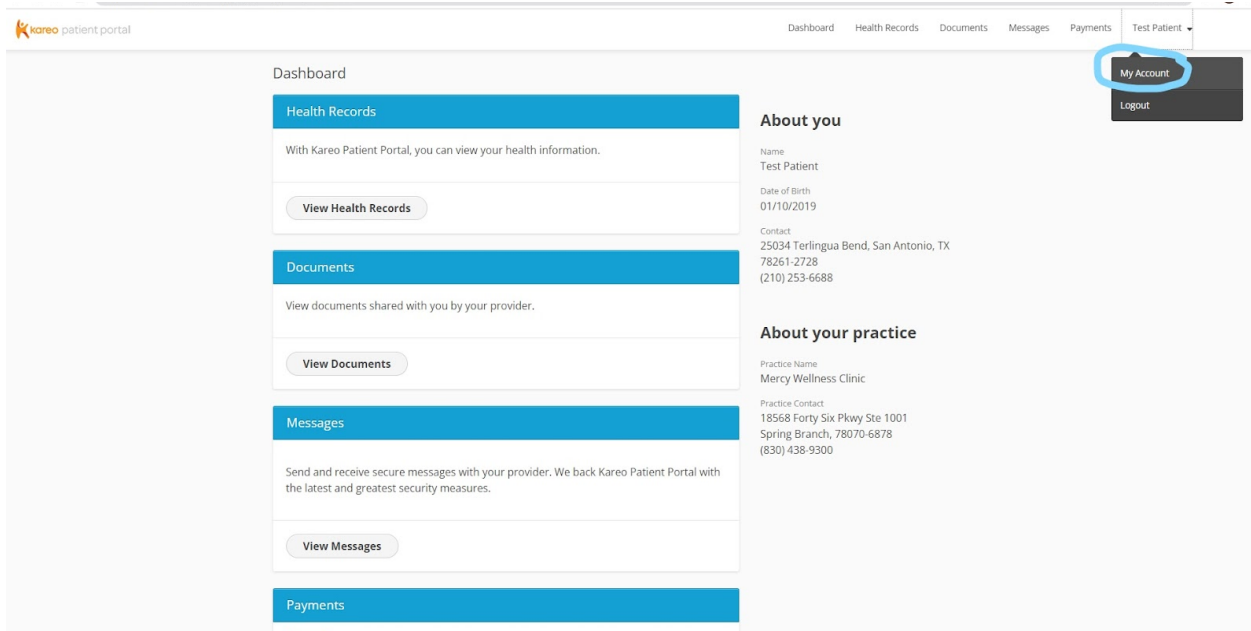 kareo patient portal
Dashboard Health Records Documents Messages Payments Test Patient
My Account
Logout
Dashboard
Health Records
With Kareo Patient Portal, you can view your health information.
View Health Records
Documents
View documents shared with you by your provider.
View Documents
Messages
Send and receive secure messages with your provider. We back Kareo Patient Portal with
the latest and greatest security measures.
View Messages
Payments
About you
Name
Test Patient
Date of Birth
01/10/2019
Contact
25034 Terlingua Bend, San Antonio, TX
78261-2728
(210) 253-6688
About your practice
Practice Name
Mercy Wellness Clinic
Practice Contact
18568 Forty Six Pkwy Ste 1001
Spring Branch, 78070-6878
(830) 438-9300